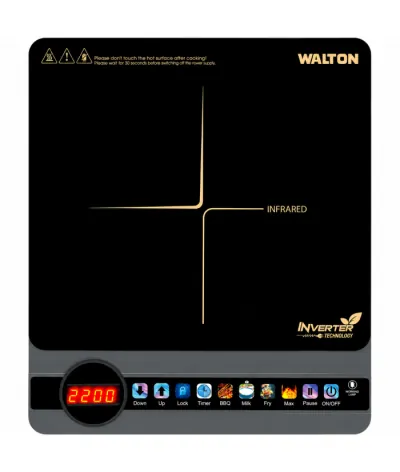 Please don't touch the hot surface after cooking!
Please wait for 30 seconds before switching off the power supply.
WALTON
INFRARED
INVERTER
TECHNOLOGY
2200
Down Up Lock Timer BBQ Milk Fry Max Pause ON/OFF